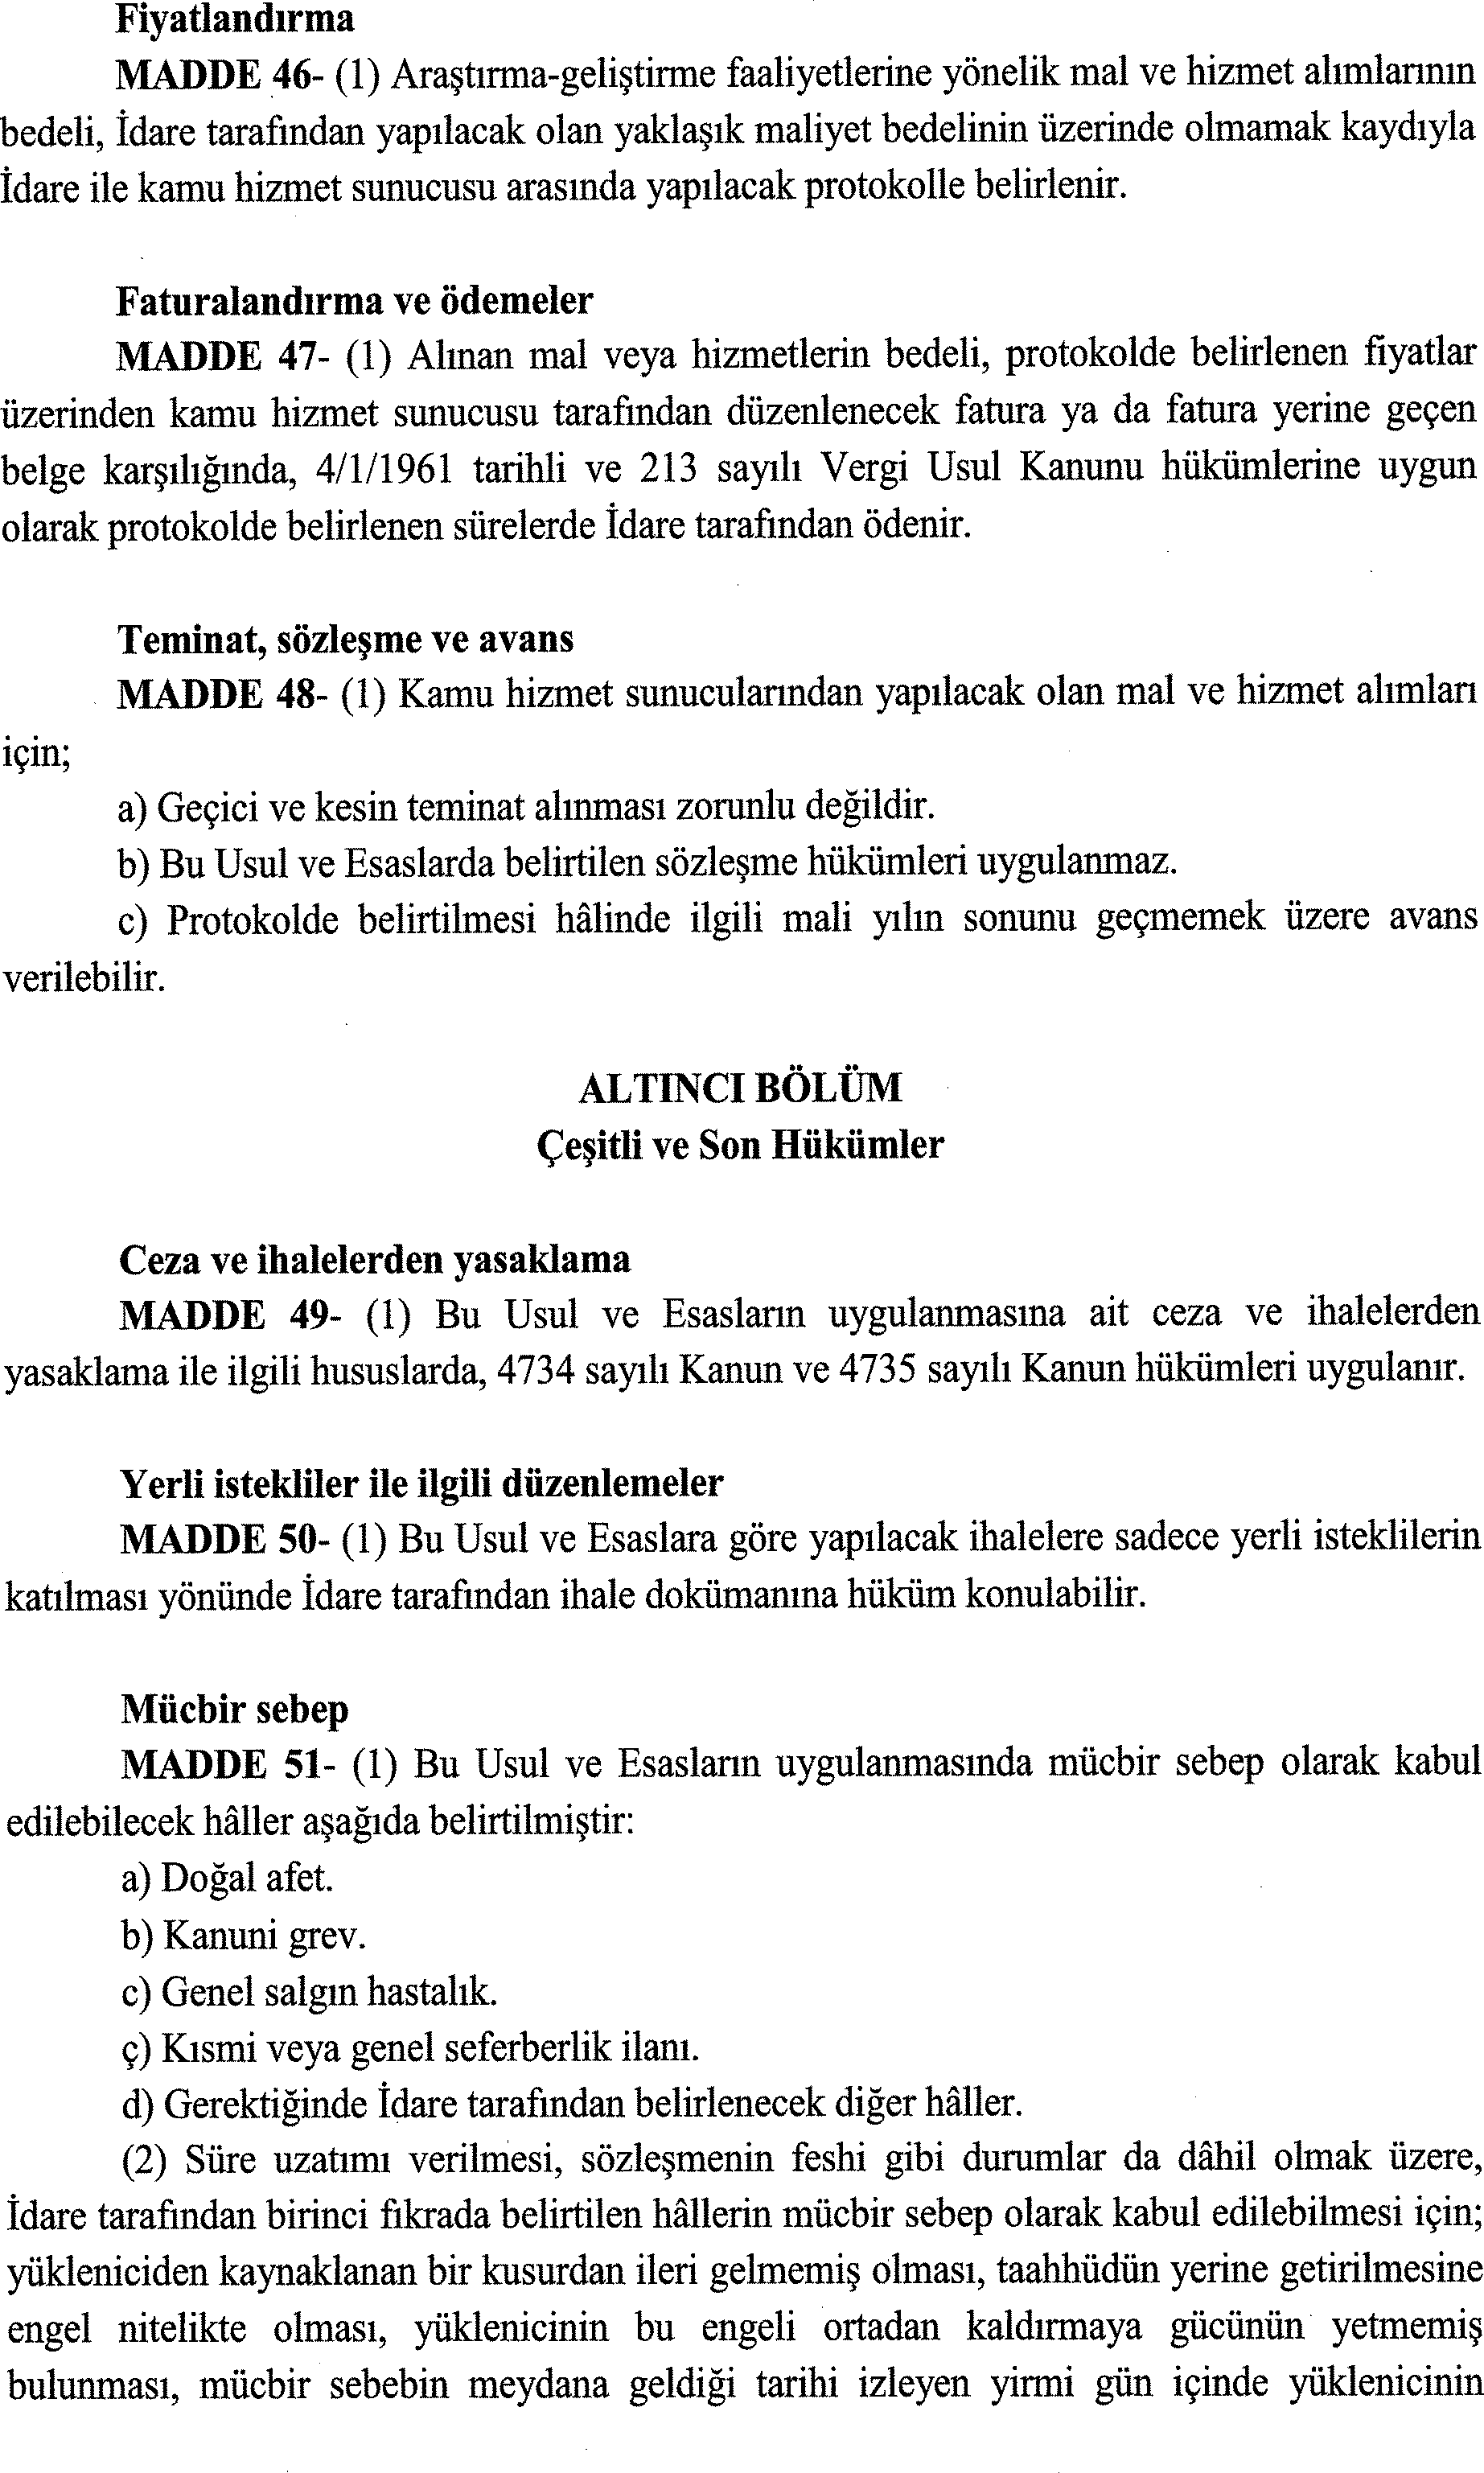 Fiyatlandırma
MADDE 46- (1) Araştırma-geliştirme faaliyetlerine yönelik mal ve hizmet alımlarının
bedeli, İdare tarafından yapılacak olan yaklaşık maliyet bedelinin üzerinde olmamak kaydıyla
İdare ile kamu hizmet sunucusu arasında yapılacak protokolle belirlenir.
Faturalandırma ve ödemeler
MADDE 47- (1) Alınan mal veya hizmetlerin bedeli, protokolde belirlenen fiyatlar
üzerinden kamu hizmet sunucusu tarafından düzenlenecek fatura ya da fatura yerine geçen
belge karşılığında, 4/1/1961 tarihli ve 213 sayılı Vergi Usul Kanunu hükümlerine uygun
olarak protokolde belirlenen sürelerde İdare tarafından ödenir.
Teminat, sözleşme ve avans
MADDE 48- (1) Kamu hizmet sunucularından yapılacak olan mal ve hizmet alımları
için;
a) Geçici ve kesin teminat alınması zorunlu değildir.
b) Bu Usul ve Esaslarda belirtilen sözleşme hükümleri uygulanmaz.
c) Protokolde belirtilmesi hâlinde ilgili mali yılın sonunu geçmemek üzere avans
verilebilir.
ALTINCI BÖLÜM
Çeşitli ve Son Hükümler
Ceza ve ihalelerden yasaklama
MADDE 49- (1) Bu Usul ve Esasların uygulanmasına ait ceza ve ihalelerden
yasaklama ile ilgili hususlarda, 4734 sayılı Kanun ve 4735 sayılı Kanun hükümleri uygulanır.
Yerli istekliler ile ilgili düzenlemeler
MADDE 50- (1) Bu Usul ve Esaslara göre yapılacak ihalelere sadece yerli isteklilerin
katılması yönünde İdare tarafından ihale dokümanına hüküm konulabilir.
Mücbir sebep
MADDE 51- (1) Bu Usul ve Esasların uygulanmasında mücbir sebep olarak kabul
edilebilecek hâller aşağıda belirtilmiştir:
a) Doğal afet.
b) Kanuni grev.
c) Genel salgın hastalık.
ç) Kısmi veya genel seferberlik ilanı.
d) Gerektiğinde İdare tarafından belirlenecek diğer hâller.
(2) Süre uzatımı verilmesi, sözleşmenin feshi gibi durumlar da dâhil olmak üzere,
İdare tarafından birinci fıkrada belirtilen hâllerin mücbir sebep olarak kabul edilebilmesi için;
yükleniciden kaynaklanan bir kusurdan ileri gelmemiş olması, taahhüdün yerine getirilmesine
engel nitelikte olması, yüklenicinin bu engeli ortadan kaldırmaya gücünün yetmemiş
bulunması, mücbir sebebin meydana geldiği tarihi izleyen yirmi gün içinde yüklenicinin